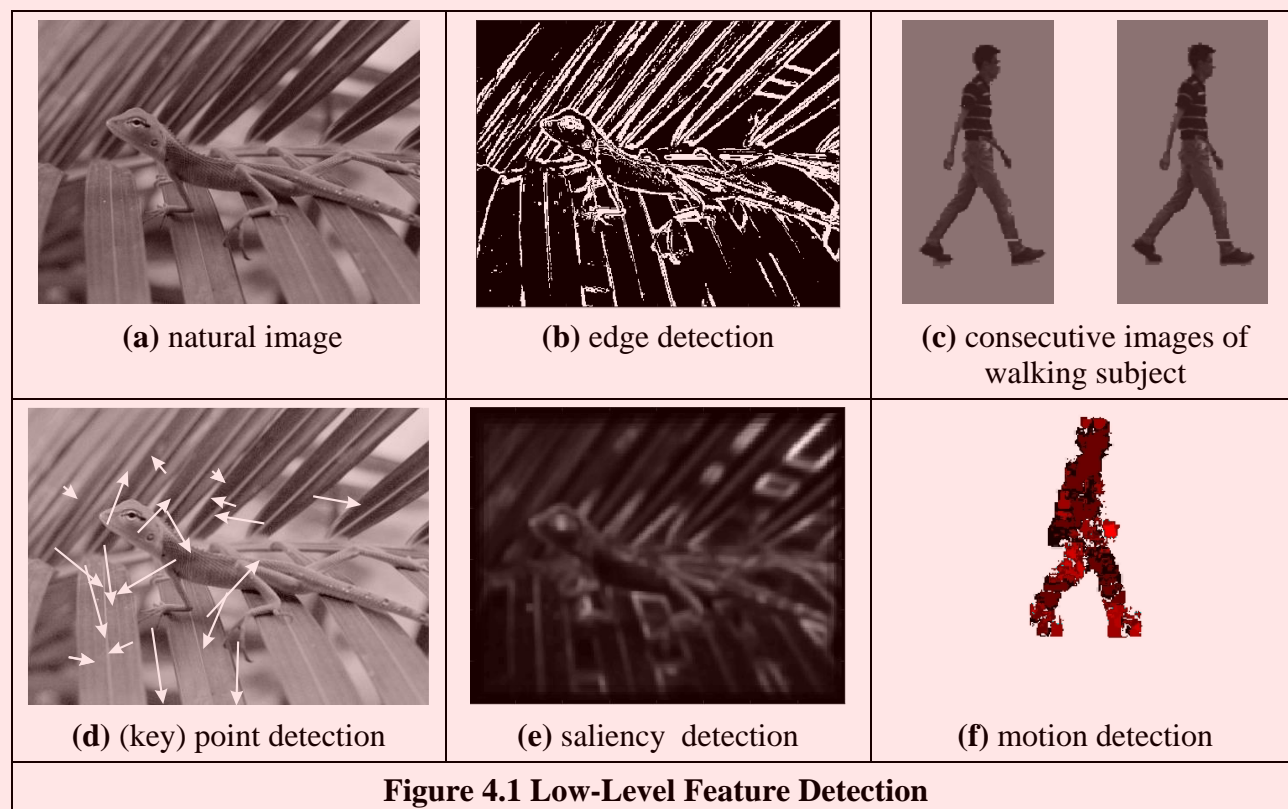 (a) natural image
(b) edge detection
(c) consecutive images of
walking subject
(d) (key) point detection
(e) saliency detection
(f) motion detection
Figure 4.1 Low-Level Feature Detection